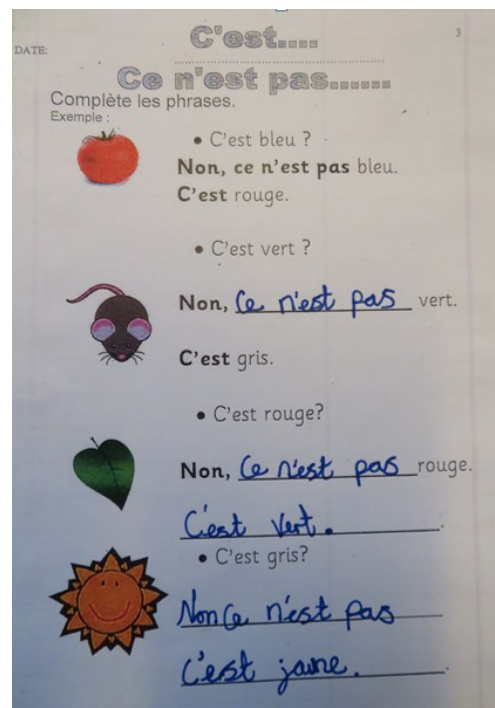 C'est....
3
DATE:
Ce n'est pas......
Complète les phrases.
Exemple :
• C'est bleu ?
Non, ce n'est pas bleu.
C'est rouge.
• C'est vert ?
Non, Ce n'est pas vert.
C'est gris.
• C'est rouge?
Non, Ce n'est pas rouge.
C'est vert. .
• C'est gris?
Non Ce n'est pas
C'est jaune. .